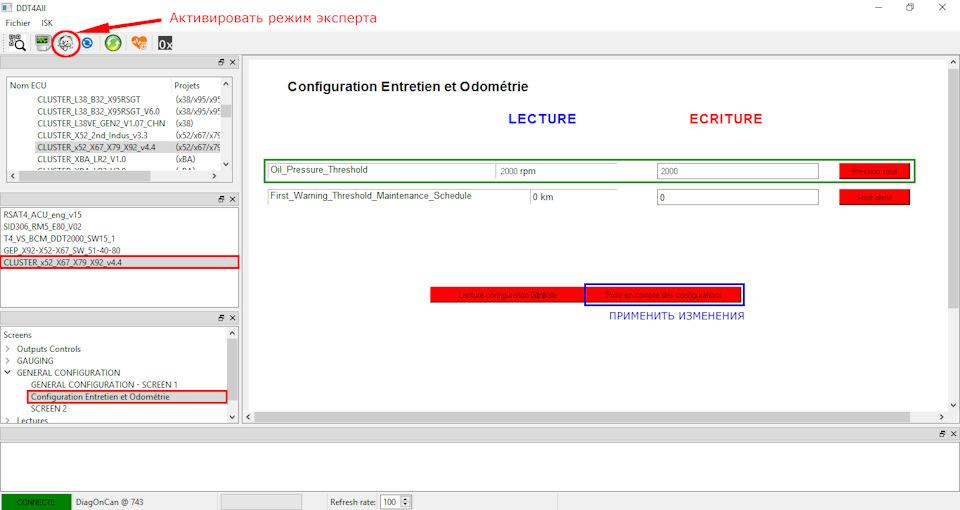 DDT4All
Fichier ISK
Активировать режим эксперта
0x
Nom ECU Projets
CLUSTER_L38_B32_X95RSGT (x38/x95/x95
CLUSTER_L38_B32_X95RSGT_V6.0 (x38/x95/x95
CLUSTER_L38VE_GEN2_V1.07_CHN (x38)
CLUSTER_X52_2nd_Indus_v3.3 (x52/x67/x79
CLUSTER_x52_X67_X79_X92_v4.4 (x52/x67/x79
CLUSTER_XBA_LR2_V1.0 (xBA)
RSAT4_ACU_eng_v15
SID306_RM5_E80_V02
T4_VS_BCM_DDT2000_SW15_1
GEP_X92-X52-X67_SW_51-40-80
CLUSTER_x52_X67_X79_X92_v4.4
Screens
Outputs Controls
GAUGING
GENERAL CONFIGURATION
GENERAL CONFIGURATION - SCREEN 1
Configuration Entretien et Odométrie
SCREEN 2
Lectures
Configuration Entretien et Odométrie
LECTURE ECRITURE
Oil_Pressure_Threshold 2000 rpm 2000 Pression seuil
First_Warning_Threshold_Maintenance_Schedule 0 km 0 Seuil alerte
Lecture configuration Globale Prise en compte des configurations
ПРИМЕНИТЬ ИЗМЕНЕНИЯ
CONNECTE DiagOnCan @ 743 Refresh rate: 100